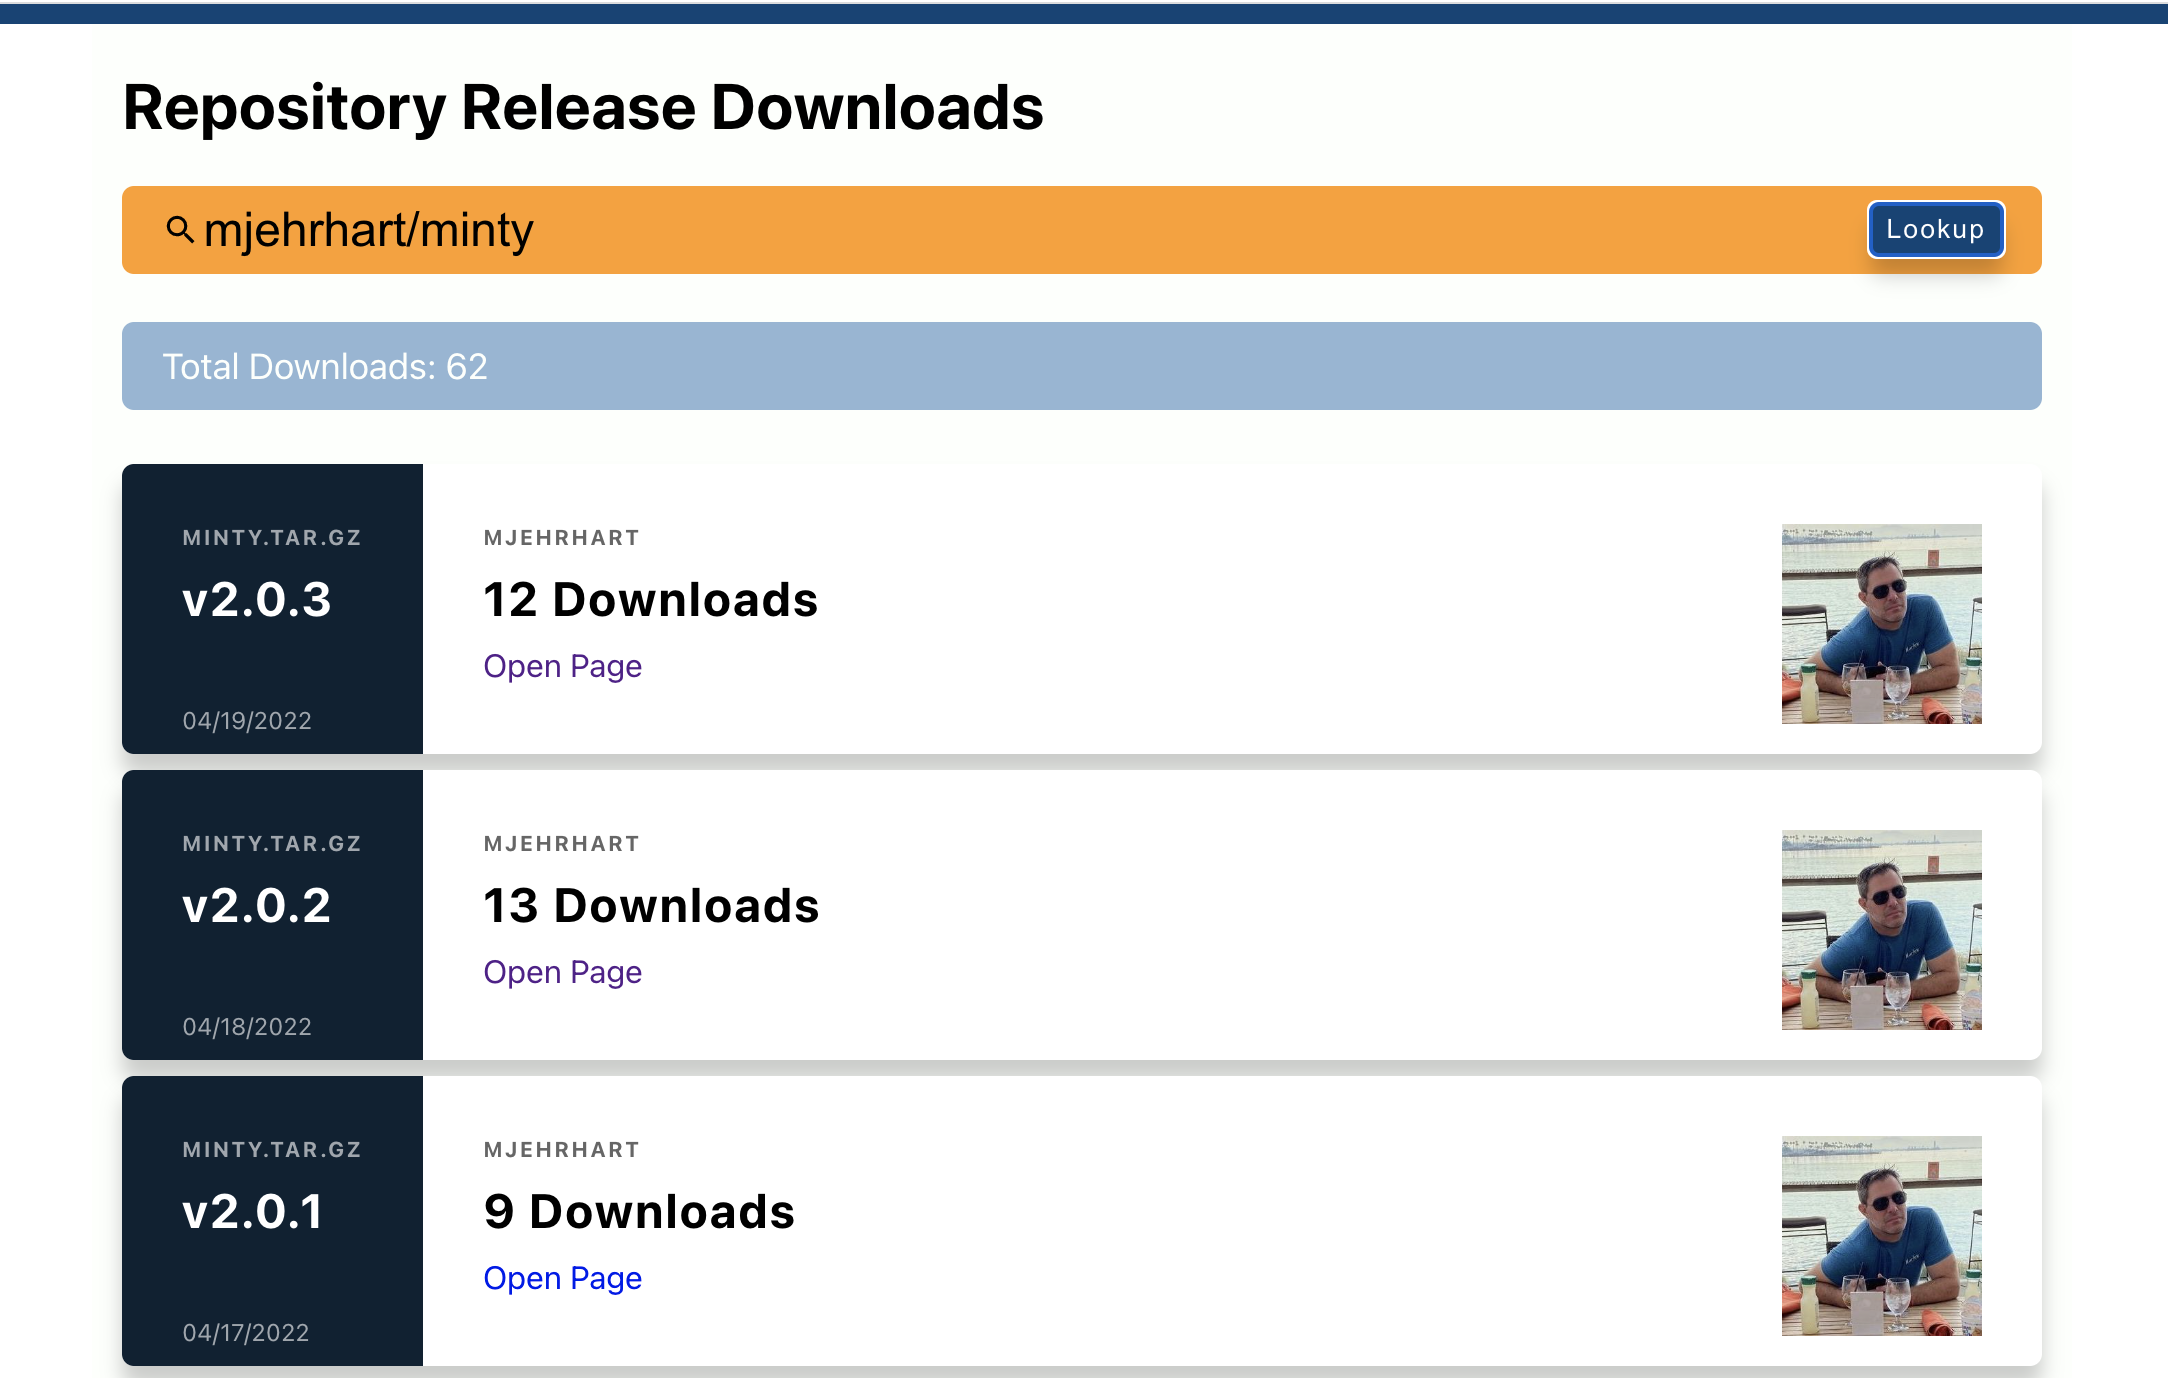 Repository Release Downloads
mjehrhart/minty
Lookup
Total Downloads: 62
MINTY.TAR.GZ
v2.0.3
04/19/2022
MJEHRHART
12 Downloads
Open Page
MINTY.TAR.GZ
v2.0.2
04/18/2022
MJEHRHART
13 Downloads
Open Page
MINTY.TAR.GZ
v2.0.1
04/17/2022
MJEHRHART
9 Downloads
Open Page